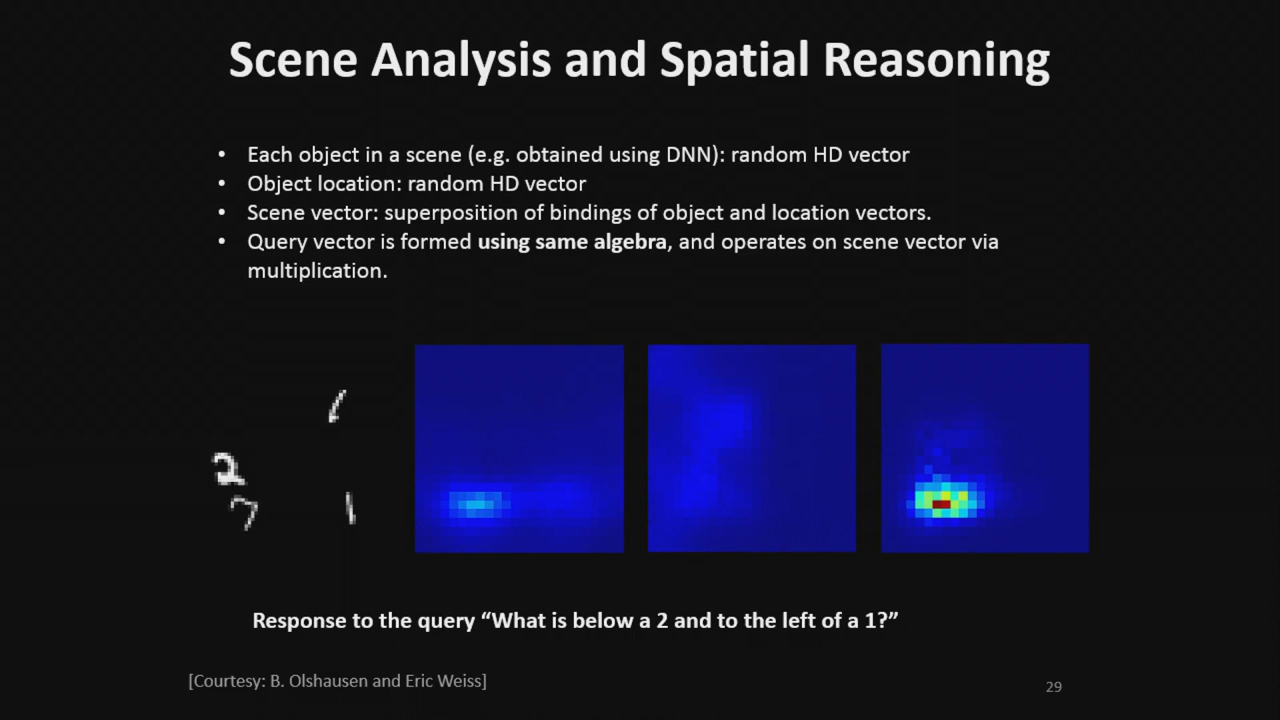 Scene Analysis and Spatial Reasoning
• Each object in a scene (e.g. obtained using DNN): random HD vector
• Object location: random HD vector
• Scene vector: superposition of bindings of object and location vectors.
• Query vector is formed using same algebra, and operates on scene vector via
multiplication.
1
2
7 1
Response to the query “What is below a 2 and to the left of a 1?”
[Courtesy: B. Olshausen and Eric Weiss]
29